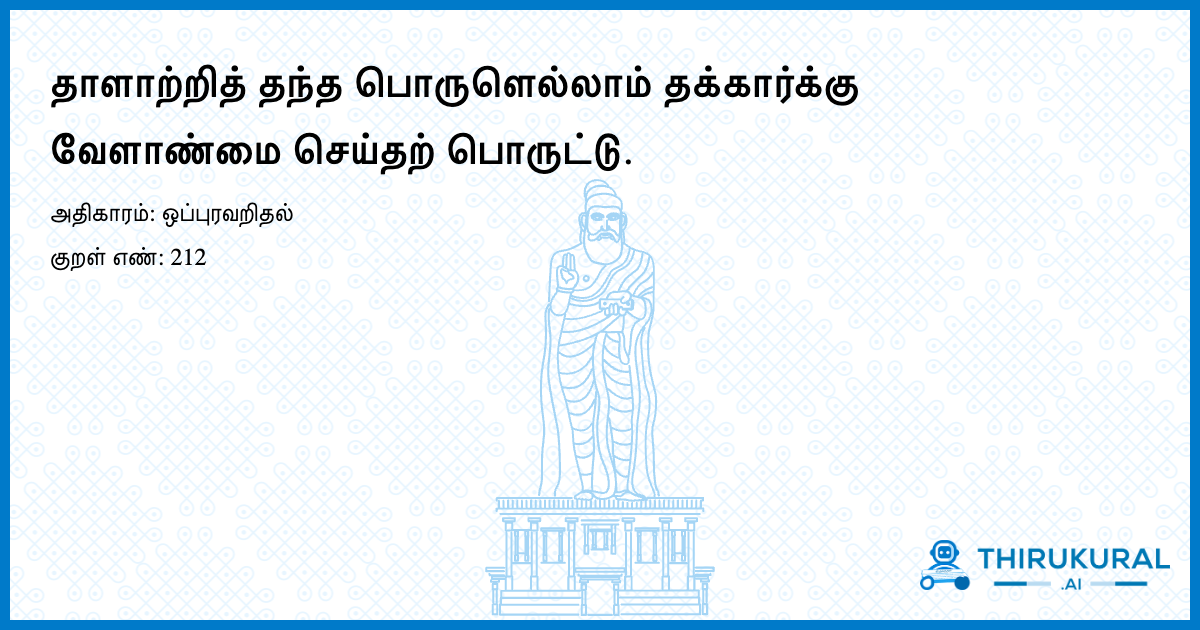 தாளாற்றித் தந்த பொருளெல்லாம் தக்கார்க்கு
வேளாண்மை செய்தற் பொருட்டு.
அதிகாரம்: ஒப்புரவறிதல்
குறள் எண்: 212
THIRUKURAL
.AI